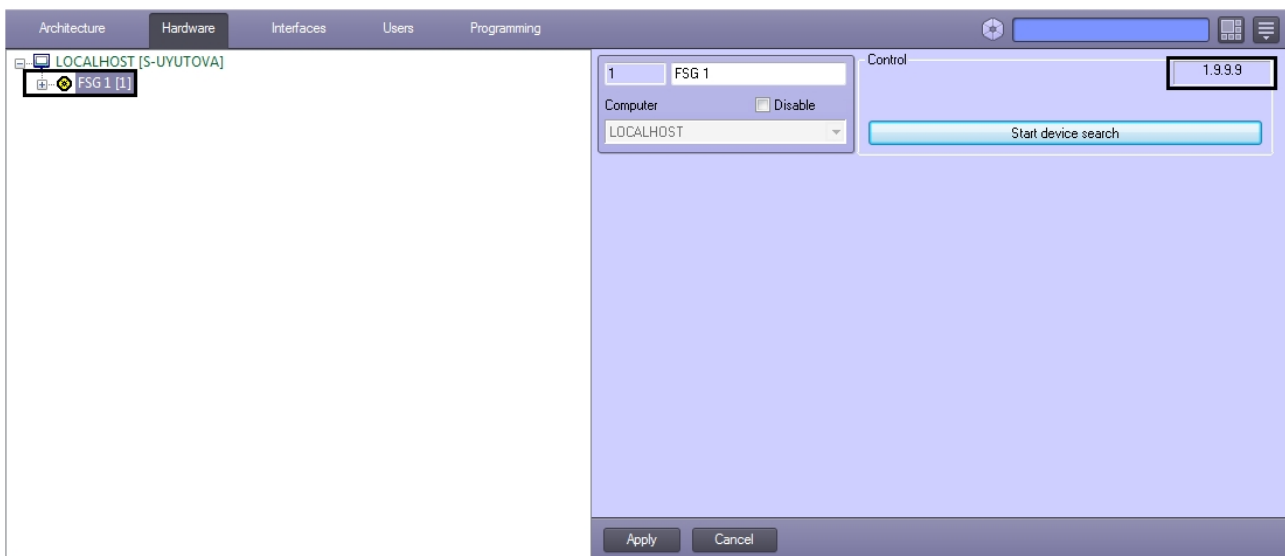 Architecture Hardware Interfaces Users Programming
LOCALHOST [S-UYUTOVA]
FSG 1 [1]
1 FSG 1
Computer Disable
LOCALHOST
Control
1.9.9.9
Start device search
Apply Cancel